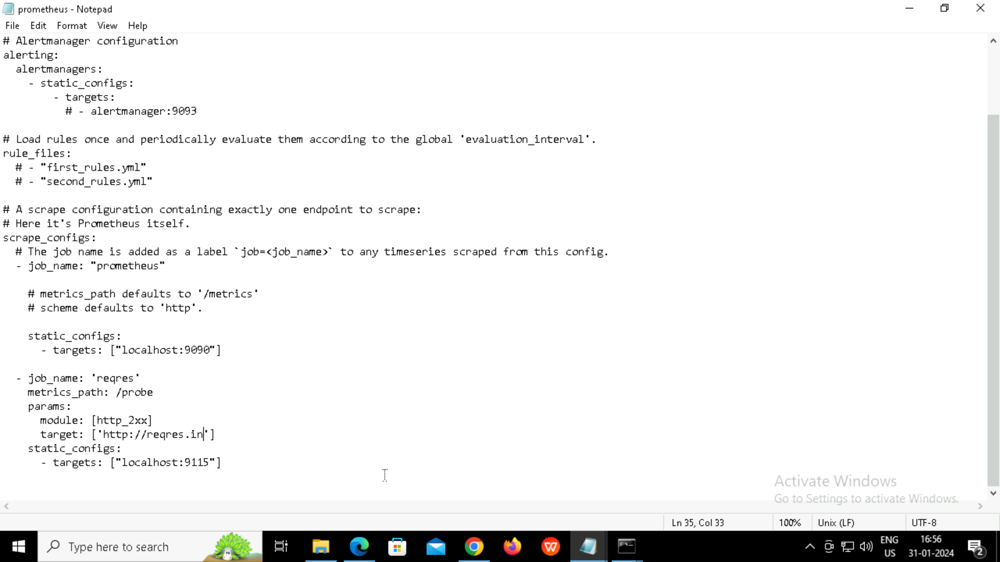 prometheus - Notepad
File Edit Format View Help
# Alertmanager configuration
alerting:
  alertmanagers:
    - static_configs:
        - targets:
          # - alertmanager:9093

# Load rules once and periodically evaluate them according to the global 'evaluation_interval'.
rule_files:
  # - "first_rules.yml"
  # - "second_rules.yml"

# A scrape configuration containing exactly one endpoint to scrape:
# Here it's Prometheus itself.
scrape_configs:
  # The job name is added as a label `job=<job_name>` to any timeseries scraped from this config.
  - job_name: "prometheus"

    # metrics_path defaults to '/metrics'
    # scheme defaults to 'http'.

    static_configs:
      - targets: ["localhost:9090"]

  - job_name: 'reqres'
    metrics_path: /probe
    params:
      module: [http_2xx]
      target: ['http://reqres.in']
    static_configs:
      - targets: ["localhost:9115"]
Activate Windows
Go to Settings to activate Windows.
Ln 35, Col 33 100% Unix (LF) UTF-8
Type here to search
ENG
US
16:56
31-01-2024
2